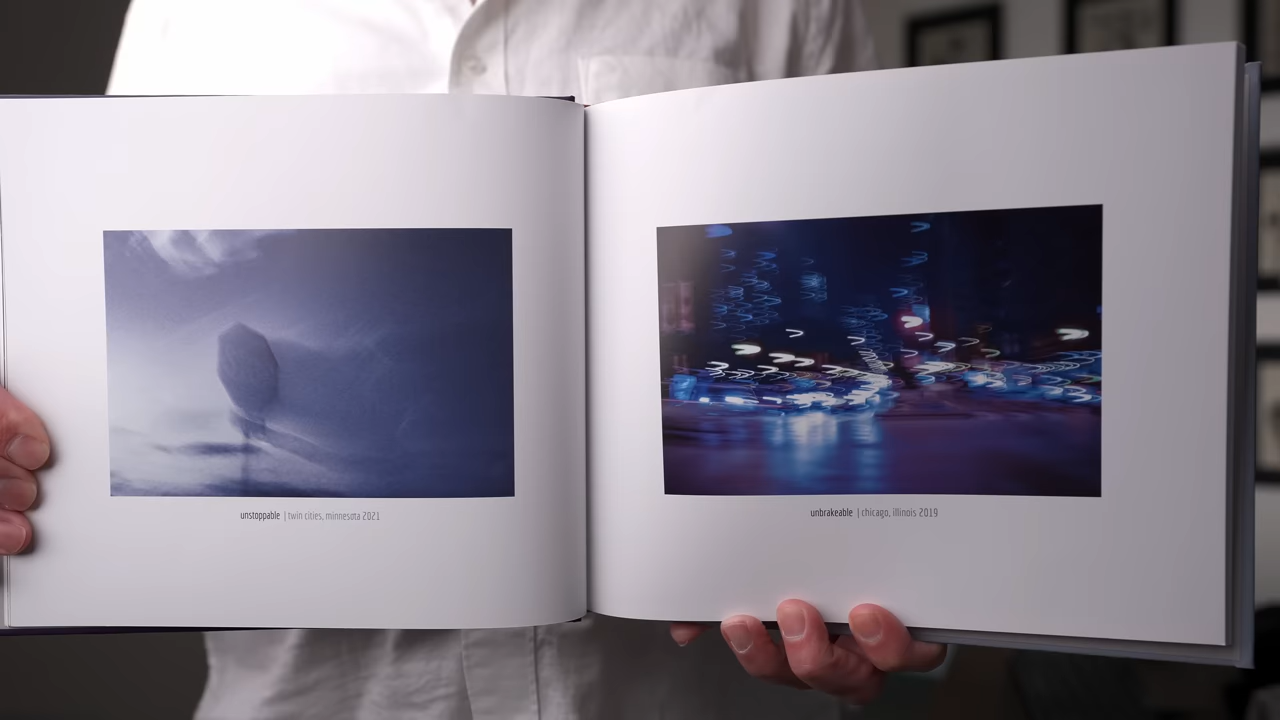 unstoppable | twin cities, minnesota 2021
unbrakeable | chicago, illinois 2019